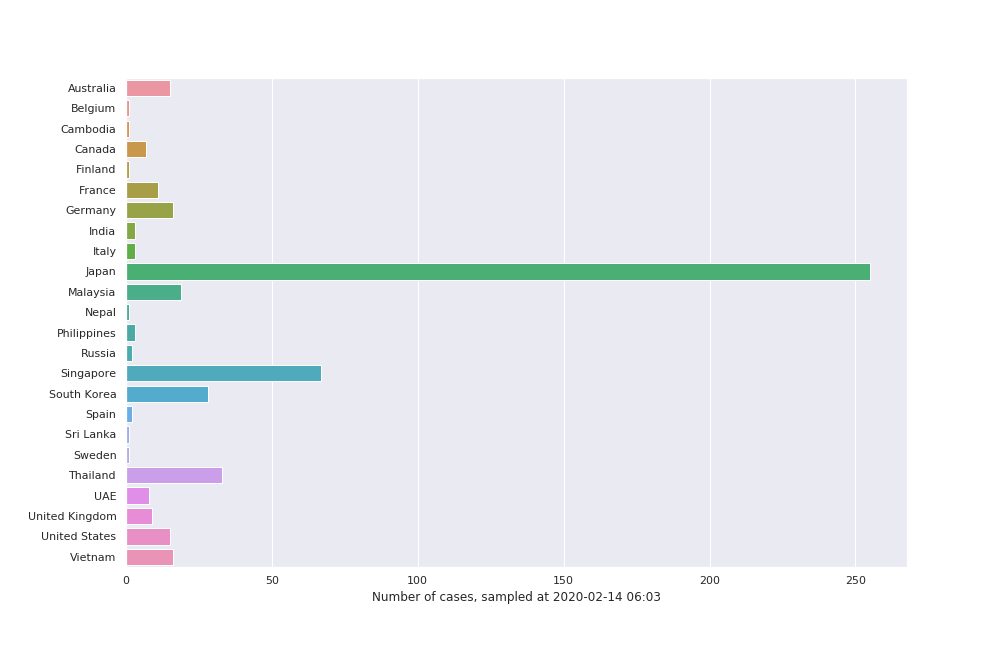 Australia
Belgium
Cambodia
Canada
Finland
France
Germany
India
Italy
Japan
Malaysia
Nepal
Philippines
Russia
Singapore
South Korea
Spain
Sri Lanka
Sweden
Thailand
UAE
United Kingdom
United States
Vietnam
0 50 100 150 200 250
Number of cases, sampled at 2020-02-14 06:03